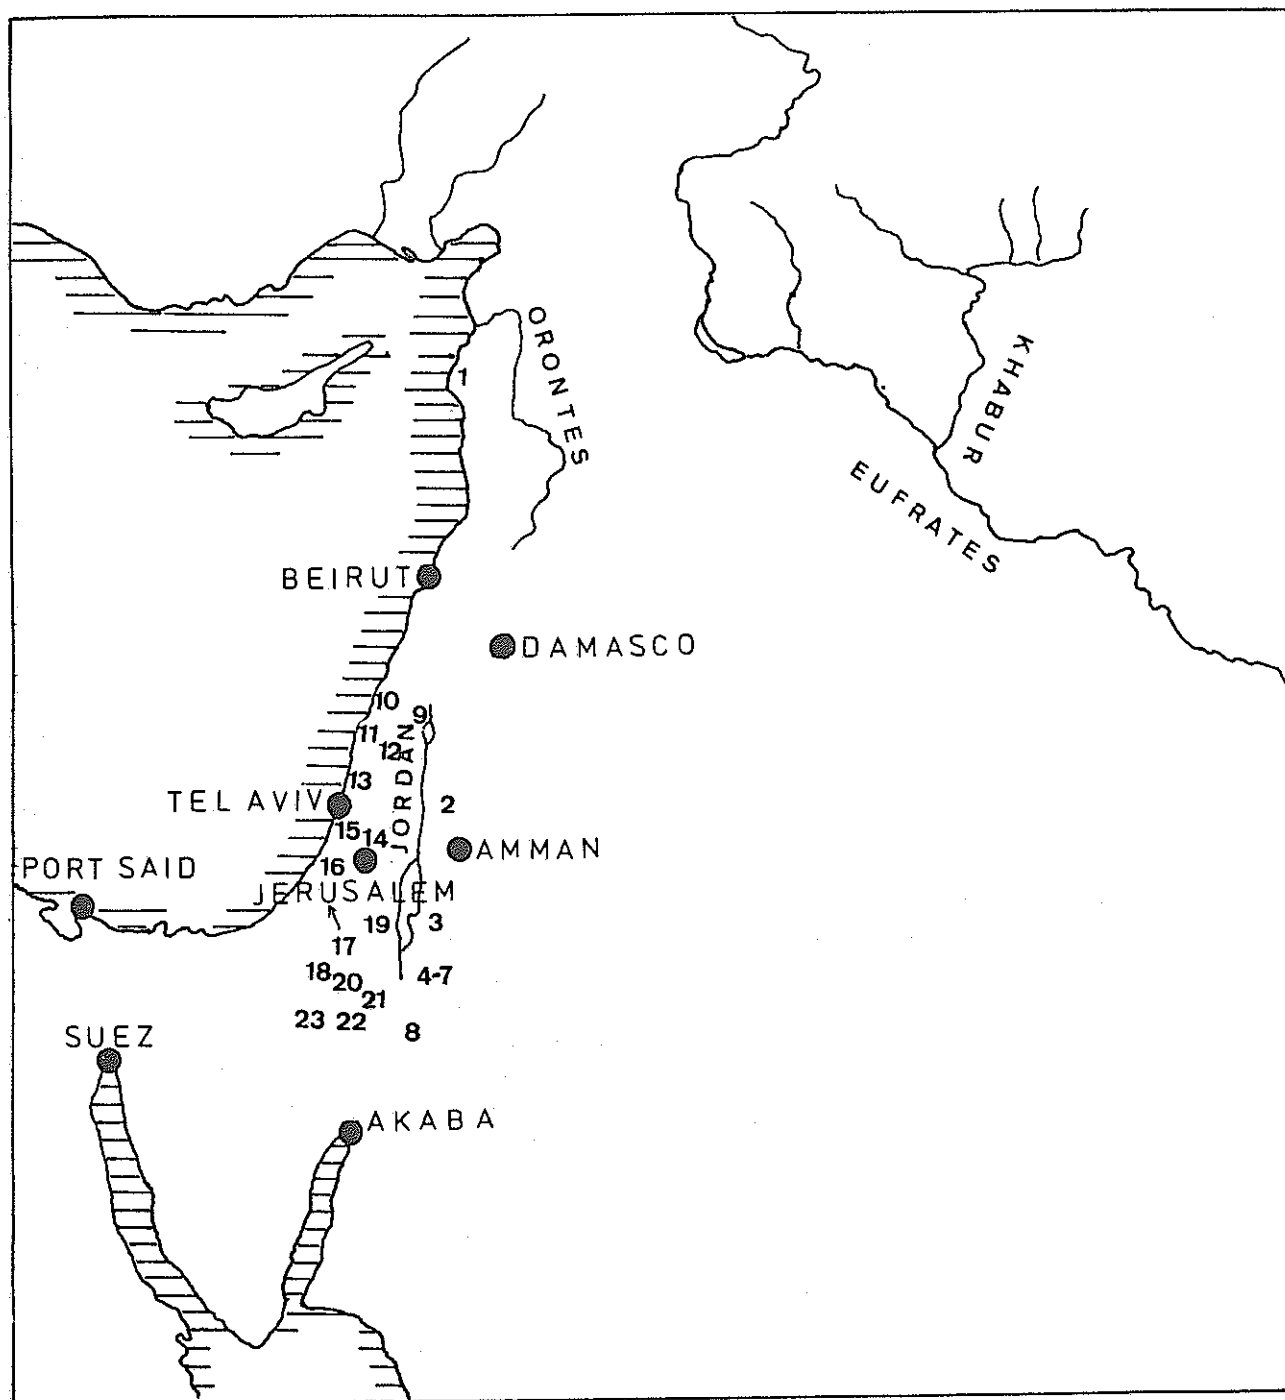 ORONTES
1
KHABUR
EUFRATES
BEIRUT
DAMASCO
10
9
11
12
JORDAN
13
TEL AVIV
2
15
14
AMMAN
16
PORT SAID
JERUSALEM
19
3
17
18
20
4-7
21
23
22
8
SUEZ
AKABA